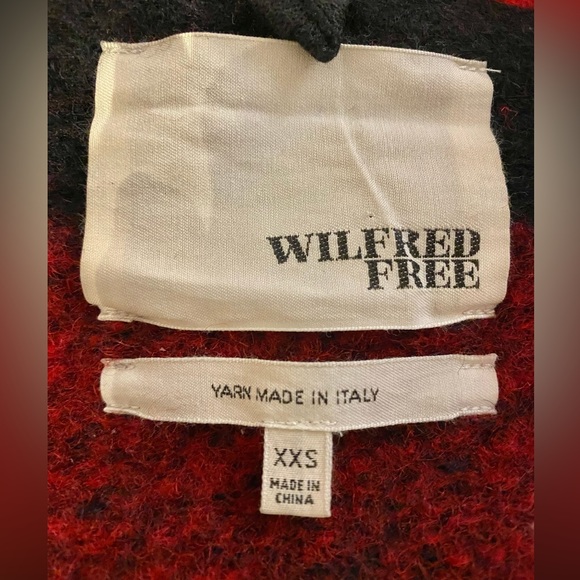 WILFRED
FREE
YARN MADE IN ITALY
XXS
MADE IN
CHINA